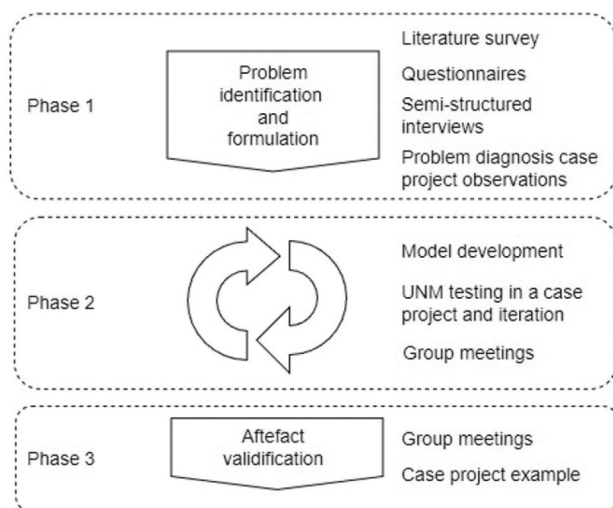 Phase 1
Problem
identification
and
formulation
Literature survey
Questionnaires
Semi-structured
interviews
Problem diagnosis case
project observations
Phase 2
Model development
UNM testing in a case
project and iteration
Group meetings
Phase 3
Aftefact
validification
Group meetings
Case project example